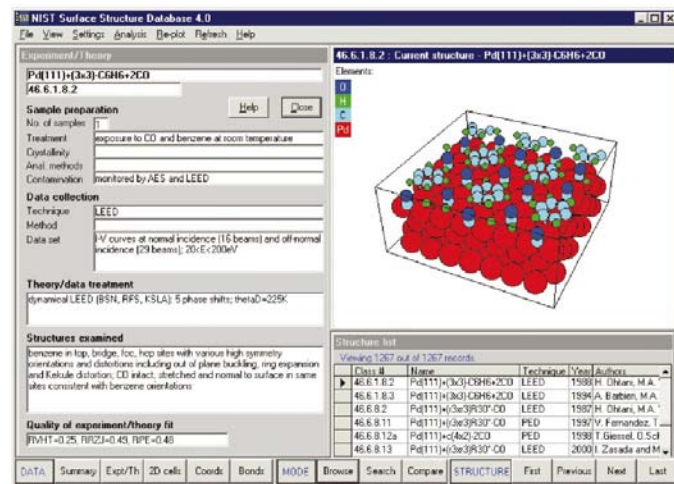 NIST Surface Structure Database 4.0
File View Settings Analysis Re-plot Refresh Help
Experiment/Theory
Pd(111)+(3x3)-C6H6+2CO
46.6.1.8.2
Help Close
Sample preparation
No. of samples 1
Treatment exposure to CO and benzene at room temperature
Crystallinity
Anal. methods
Contamination monitored by AES and LEED
Data collection
Technique LEED
Method
Data set I-V curves at normal incidence (16 beams) and off-normal
incidence (29 beams); 20<E<200eV
Theory/data treatment
dynamical LEED (BSN, RFS, KSLA); 5 phase shifts; thetaD=225K
Structures examined
benzene in top, bridge, fcc, hcp sites with various high symmetry
orientations and distortions including out of plane buckling, ring expansion
and Kekule distortion; CO intact, stretched and normal to surface in same
sites consistent with benzene orientations
Quality of experiment/theory fit
RVHT=0.25, RRZJ=0.49, RPE=0.48
46.6.1.8.2 : Current structure - Pd(111)+(3x3)-C6H6+2CO
Elements:
O
H
C
Pd
Structure list
Viewing 1267 out of 1267 records
Class # Name Technique Year Authors
46.6.1.8.2 Pd(111)+(3x3)-C6H6+2CO LEED 1988 H. Ohtani, M.A.
46.6.1.8.3 Pd(111)+(3x3)-C6H6+2CO LEED 1994 A. Barbieri, M.A.
46.6.8.2 Pd(111)+(r3xr3)R30°-CO LEED 1987 H. Ohtani, M.A.
46.6.8.11 Pd(111)+(r3xr3)R30°-CO PED 1997 V. Fernandez, T.
46.6.8.12a Pd(111)+c(4x2)-2CO PED 1998 T.Giessel, O.Sch
46.6.8.13 Pd(111)+(r3xr3)R30°-CO LEED 2000 I. Zasada and M
DATA Summary Expt/Th 2D cells Coords Bonds MODE Browse Search Compare STRUCTURE First Previous Next Last